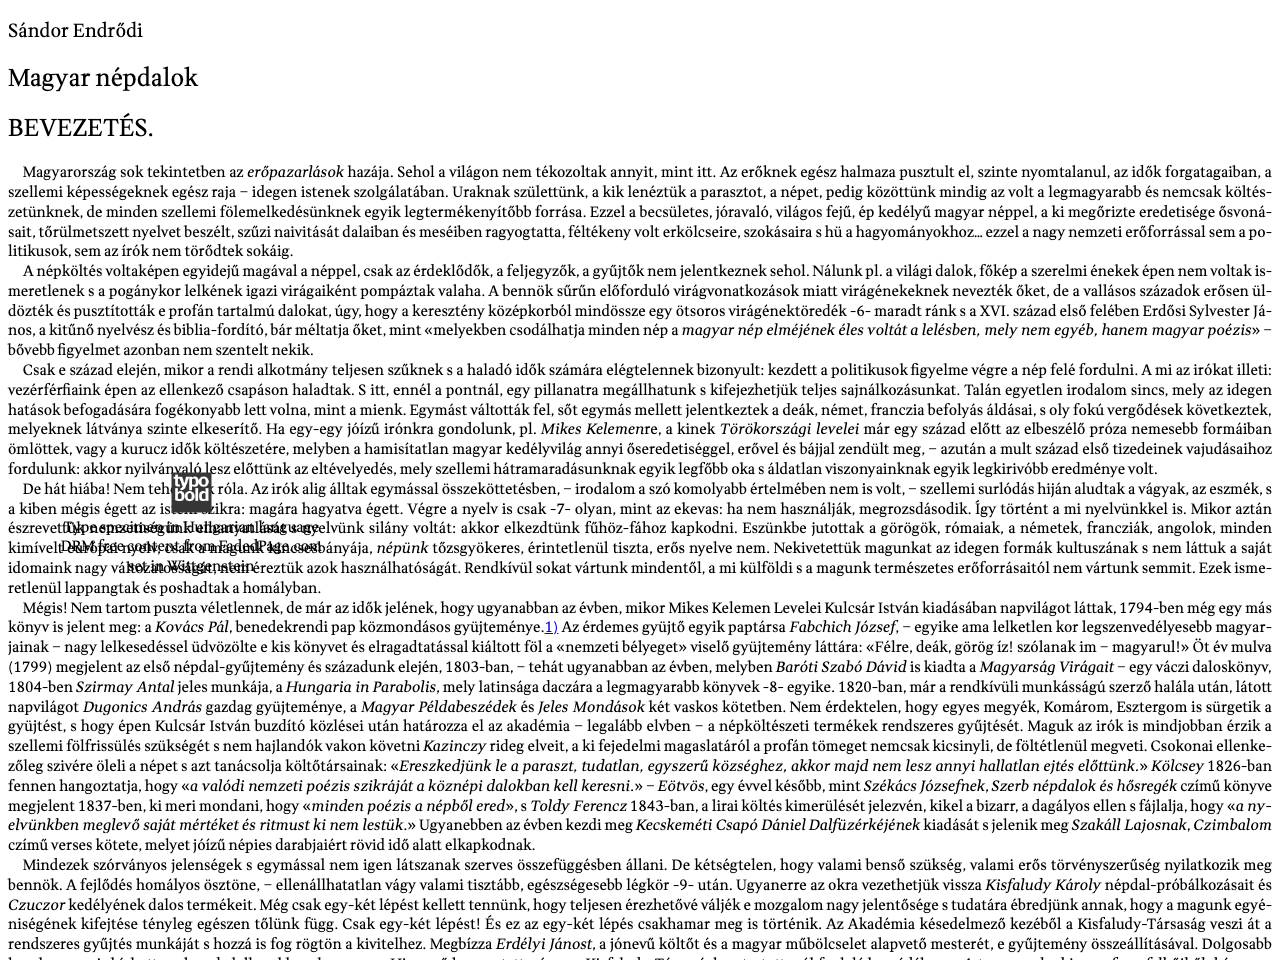 Sándor Endrődi
Magyar népdalok
BEVEZETÉS.
Magyarország sok tekintetben az erőpazarlások hazája. Sehol a világon nem tékozoltak annyit, mint itt. Az erőknek egész halmaza pusztult el, szinte nyomtalanul, az idők forgatagaiban, a
szellemi képességeknek egész raja – idegen istenek szolgálatában. Uraknak születtünk, a kik lenéztük a parasztot, a népet, pedig közöttünk mindig az volt a legmagyarabb és nemcsak költés-
zetünknek, de minden szellemi fölemelkedésünknek egyik legtermékenyítőbb forrása. Ezzel a becsületes, jóravaló, világos fejű, ép kedélyű magyar néppel, a ki megőrizte eredetisége ősvoná-
sait, tőrülmetszett nyelvet beszélt, szűzi naivitását dalaiban és meséiben ragyogtatta, féltékeny volt erkölcseire, szokásaira s hü a hagyományokhoz... ezzel a nagy nemzeti erőforrással sem a po-
litikusok, sem az írók nem törődtek sokáig.
A népköltés voltaképen egyidejű magával a néppel, csak az érdeklődők, a feljegyzők, a gyűjtők nem jelentkeznek sehol. Nálunk pl. a világi dalok, főkép a szerelmi énekek épen nem voltak is-
meretlenek s a pogánykor lelkének igazi virágaiként pompáztak valaha. A bennök sűrűn előforduló virágvonatkozások miatt virágénekeknek nevezték őket, de a vallásos századok erősen ül-
dözték és pusztították e profán tartalmú dalokat, úgy, hogy a keresztény középkorból mindössze egy ötsoros virágénektöredék -6- maradt ránk s a XVI. század első felében Erdősi Sylvester Já-
nos, a kitűnő nyelvész és biblia-fordító, bár méltatja őket, mint «melyekben csodálhatja minden nép a magyar nép elméjének éles voltát a lelésben, mely nem egyéb, hanem magyar poézis» –
bővebb figyelmet azonban nem szentelt nekik.
Csak e század elején, mikor a rendi alkotmány teljesen szűknek s a haladó idők számára elégtelennek bizonyult: kezdett a politikusok figyelme végre a nép felé fordulni. A mi az irókat illeti:
vezérférfiaink épen az ellenkező csapáson haladtak. S itt, ennél a pontnál, egy pillanatra megállhatunk s kifejezhetjük teljes sajnálkozásunkat. Talán egyetlen irodalom sincs, mely az idegen
hatások befogadására fogékonyabb lett volna, mint a mienk. Egymást váltották fel, sőt egymás mellett jelentkeztek a deák, német, franczia befolyás áldásai, s oly fokú vergődések következtek,
melyeknek látványa szinte elkeserítő. Ha egy-egy jóízű irónkra gondolunk, pl. Mikes Kelemenre, a kinek Törökországi levelei már egy század előtt az elbeszélő próza nemesebb formáiban
ömlöttek, vagy a kurucz idők költészetére, melyben a hamisítatlan magyar kedélyvilág annyi őseredetiséggel, erővel és bájjal zendült meg, – azután a mult század első tizedeinek vajudásaihoz
fordulunk: akkor nyilvánvaló lesz előttünk az eltévelyedés, mely szellemi hátramaradásunknak egyik legfőbb oka s áldatlan viszonyainknak egyik legkirivóbb eredménye volt.
De hát hiába! Nem róla. Az irók alig álltak egymással összeköttetésben, – irodalom a szó komolyabb értelmében nem is volt, – szellemi surlódás hiján aludtak a vágyak, az eszmék, s
a kiben mégis égett az szikra: magára hagyatva égett. Végre a nyelv is csak -7- olyan, mint az ekevas: ha nem használják, megrozsdásodik. Így történt a mi nyelvünkkel is. Mikor aztán
typo
bold
nyelvünk silány voltát: akkor elkezdtünk fűhöz-fához kapkodni. Eszünkbe jutottak a görögök, rómaiak, a németek, francziák, angolok, minden
Type specimen in Hungarian language
kincsesbányája, népünk tőzsgyökeres, érintetlenül tiszta, erős nyelve nem. Nekivetettük magunkat az idegen formák kultuszának s nem láttuk a saját
DRM free content from FadedPage.com
idomaink nagy változatosságát, nem éreztük azok használhatóságát. Rendkívül sokat vártunk mindentől, a mi külföldi s a magunk természetes erőforrásaitól nem vártunk semmit. Ezek isme-
set in Wittgenstein
retlenül lappangtak és poshadtak a homályban.
Mégis! Nem tartom puszta véletlennek, de már az idők jelének, hogy ugyanabban az évben, mikor Mikes Kelemen Levelei Kulcsár István kiadásában napvilágot láttak, 1794-ben még egy más
könyv is jelent meg: a Kovács Pál, benedekrendi pap közmondásos gyüjteménye.1) Az érdemes gyüjtő egyik paptársa Fabchich József, – egyike ama lelketlen kor legszenvedélyesebb magyar-
jainak – nagy lelkesedéssel üdvözölte e kis könyvet és elragadtatással kiáltott föl a «nemzeti bélyeget» viselő gyüjtemény láttára: «Félre, deák, görög íz! szólanak im – magyarul!» Öt év mulva
(1799) megjelent az első népdal-gyűjtemény és századunk elején, 1803-ban, – tehát ugyanabban az évben, melyben Baróti Szabó Dávid is kiadta a Magyarság Virágait – egy váczi daloskönyv,
1804-ben Szirmay Antal jeles munkája, a Hungaria in Parabolis, mely latinsága daczára a legmagyarabb könyvek -8- egyike. 1820-ban, már a rendkívüli munkásságú szerző halála után, látott
napvilágot Dugonics András gazdag gyüjteménye, a Magyar Példabeszédek és Jeles Mondások két vaskos kötetben. Nem érdektelen, hogy egyes megyék, Komárom, Esztergom is sürgetik a
gyüjtést, s hogy épen Kulcsár István buzdító közlései után határozza el az akadémia – legalább elvben – a népköltészeti termékek rendszeres gyűjtését. Maguk az irók is mindjobban érzik a
szellemi fölfrissülés szükségét s nem hajlandók vakon követni Kazinczy rideg elveit, a ki fejedelmi magaslatáról a profán tömeget nemcsak kicsinyli, de föltétlenül megveti. Csokonai ellenke-
zőleg szivére öleli a népet s azt tanácsolja költőtársainak: «Ereszkedjünk le a paraszt, tudatlan, egyszerű községhez, akkor majd nem lesz annyi hallatlan ejtés előttünk.» Kölcsey 1826-ban
fennen hangoztatja, hogy «a valódi nemzeti poézis szikráját a köznépi dalokban kell keresni.» – Eötvös, egy évvel később, mint Székács Józsefnek, Szerb népdalok és hősregék czímű könyve
megjelent 1837-ben, ki meri mondani, hogy «minden poézis a népből ered», s Toldy Ferencz 1843-ban, a lirai költés kimerülését jelezvén, kikel a bizarr, a dagályos ellen s fájlalja, hogy «a ny-
elvünkben meglevő saját mértéket és ritmust ki nem lestük.» Ugyanebben az évben kezdi meg Kecskeméti Csapó Dániel Dalfüzérkéjének kiadását s jelenik meg Szakáll Lajosnak, Czimbalom
czímű verses kötete, melyet jóízű népies darabjaiért rövid idő alatt elkapkodnak.
Mindezek szórványos jelenségek s egymással nem igen látszanak szerves összefüggésben állani. De kétségtelen, hogy valami benső szükség, valami erős törvényszerűség nyilatkozik meg
bennök. A fejlődés homályos ösztöne, – ellenállhatatlan vágy valami tisztább, egészségesebb légkör -9- után. Ugyanerre az okra vezethetjük vissza Kisfaludy Károly népdal-próbálkozásait és
Czuczor kedélyének dalos termékeit. Még csak egy-két lépést kellett tennünk, hogy teljesen érezhetővé váljék e mozgalom nagy jelentősége s tudatára ébredjünk annak, hogy a magunk egyé-
niségének kifejtése tényleg egészen tőlünk függ. Csak egy-két lépést! És ez az egy-két lépés csakhamar meg is történik. Az Akadémia késedelmező kezéből a Kisfaludy-Társaság veszi át a
rendszeres gyűjtés munkáját s hozzá is fog rögtön a kivitelhez. Megbízza Erdélyi Jánost, a jónevű költőt és a magyar műbölcselet alapvető mesterét, e gyűjtemény összeállításával. Dolgosabb